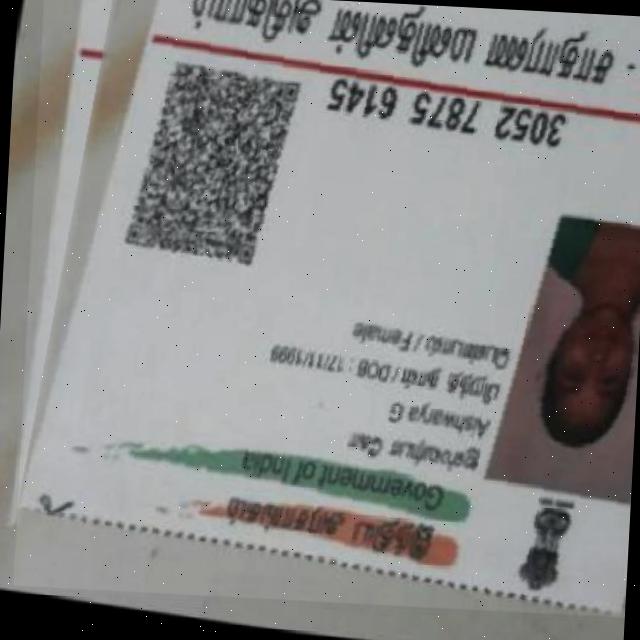 இந்திய அரசாங்கம்
Government of India
ஐஸ்வர்யா கோ
Aishwarya G
பிறந்த நாள் / DOB : 17/11/1999
பெண்பால் / Female
3052 7875 6145
- சாதாரண மனிதனின் அதிகாரம்